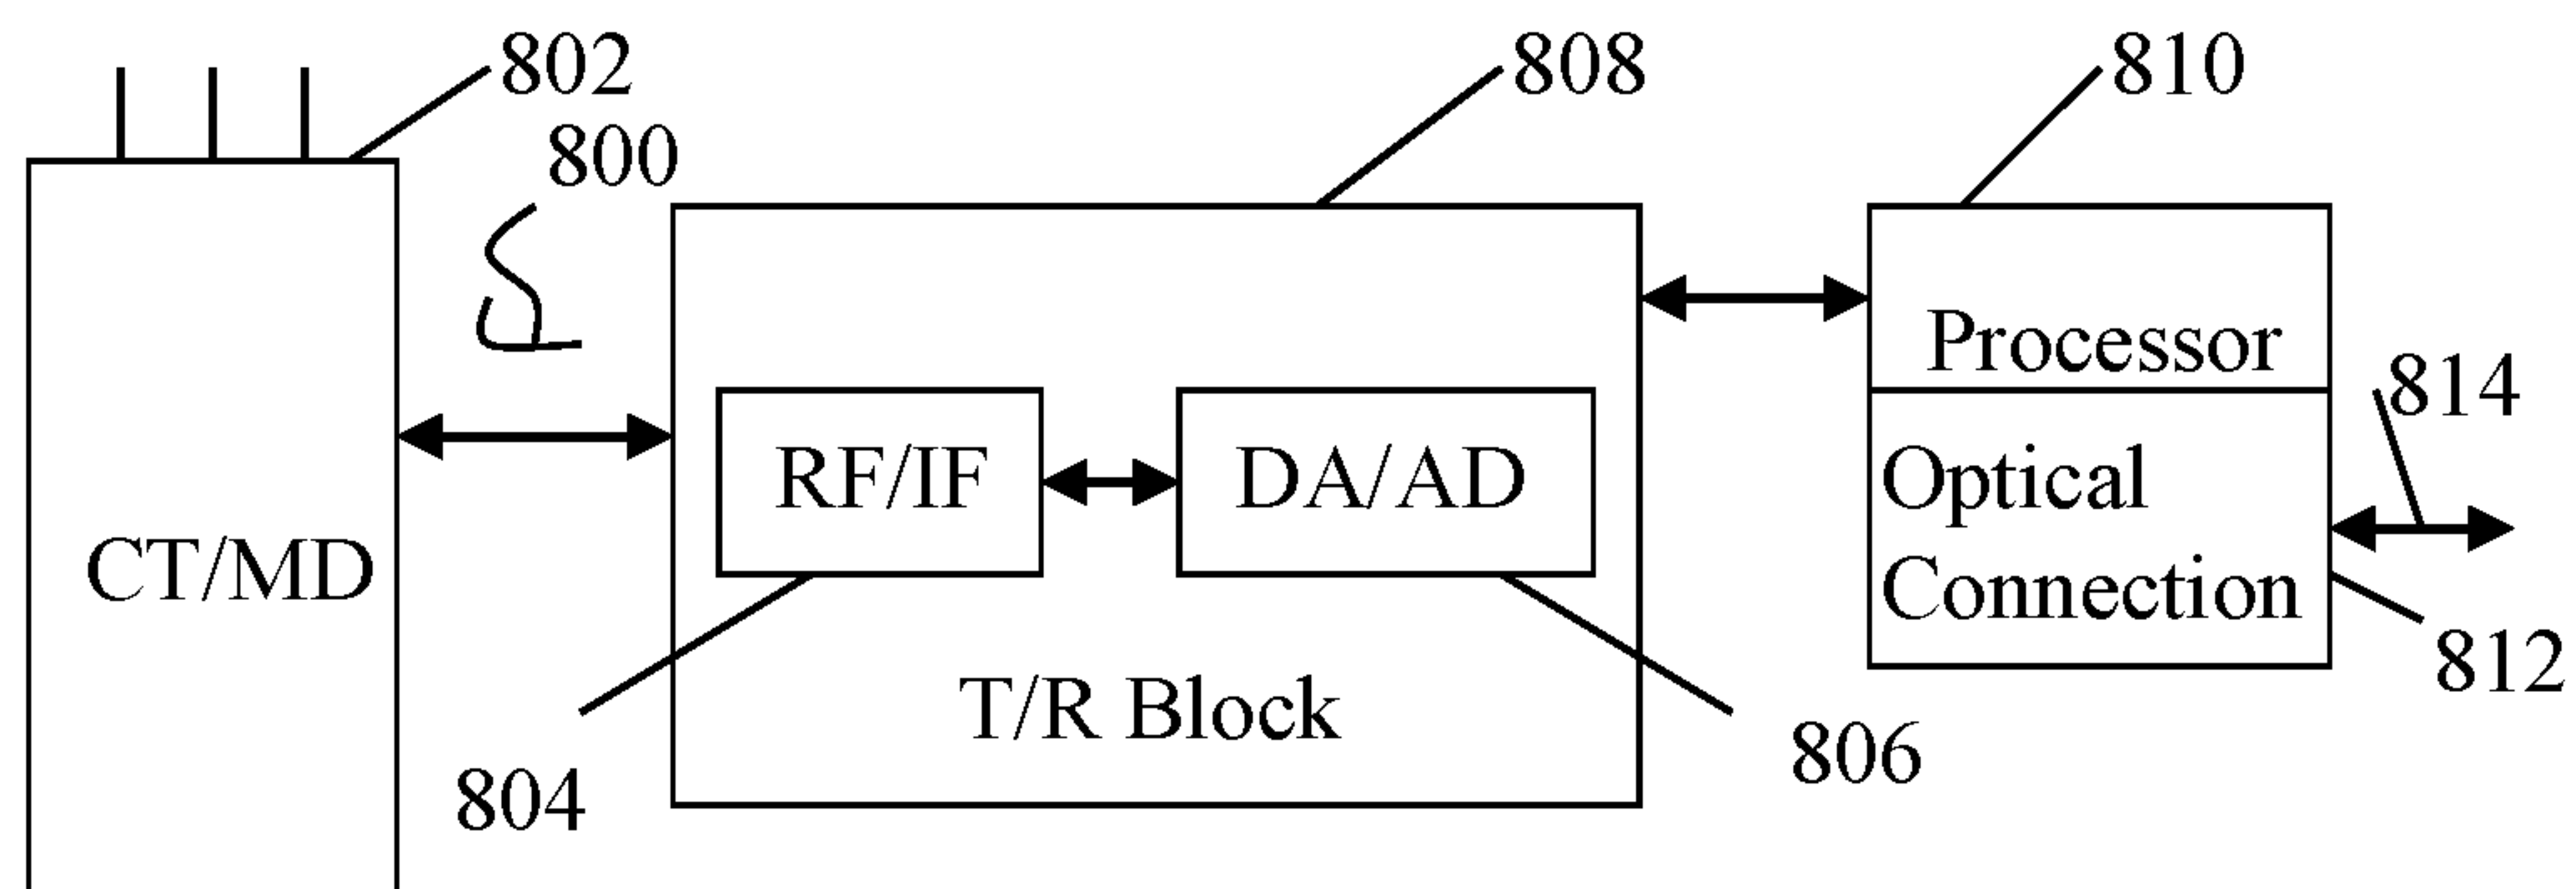 802
808
810
800
Processor
814
RF/IF
DA/AD
Optical
Connection
CT/MD
812
T/R Block
806
804